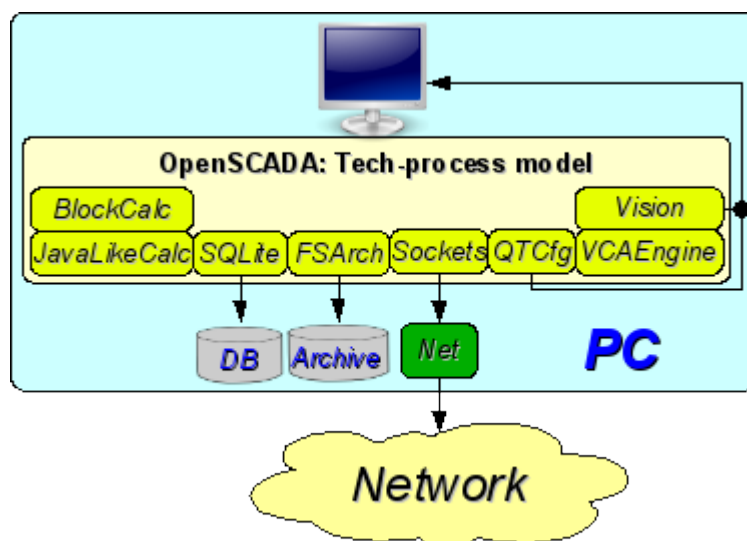 OpenSCADA: Tech-process model
BlockCalc
Vision
JavaLikeCalc SQLite FSArch Sockets QTCfg VCAEngine
DB Archive Net PC
Network